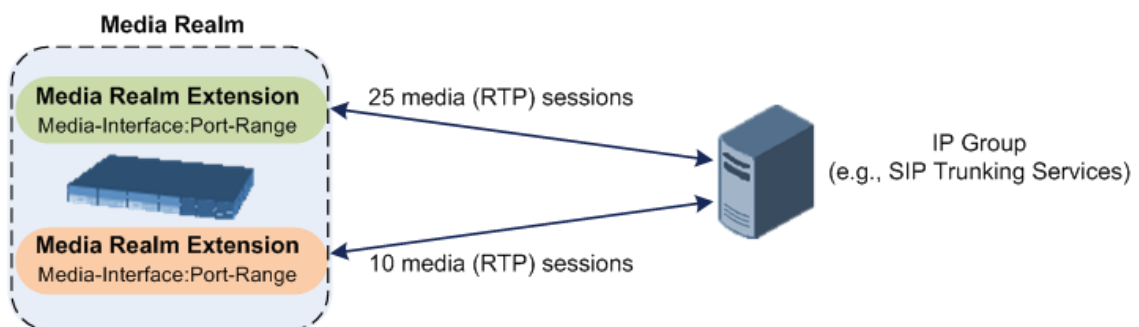 Media Realm
Media Realm Extension
Media-Interface:Port-Range
25 media (RTP) sessions
IP Group
(e.g., SIP Trunking Services)
Media Realm Extension
Media-Interface:Port-Range
10 media (RTP) sessions